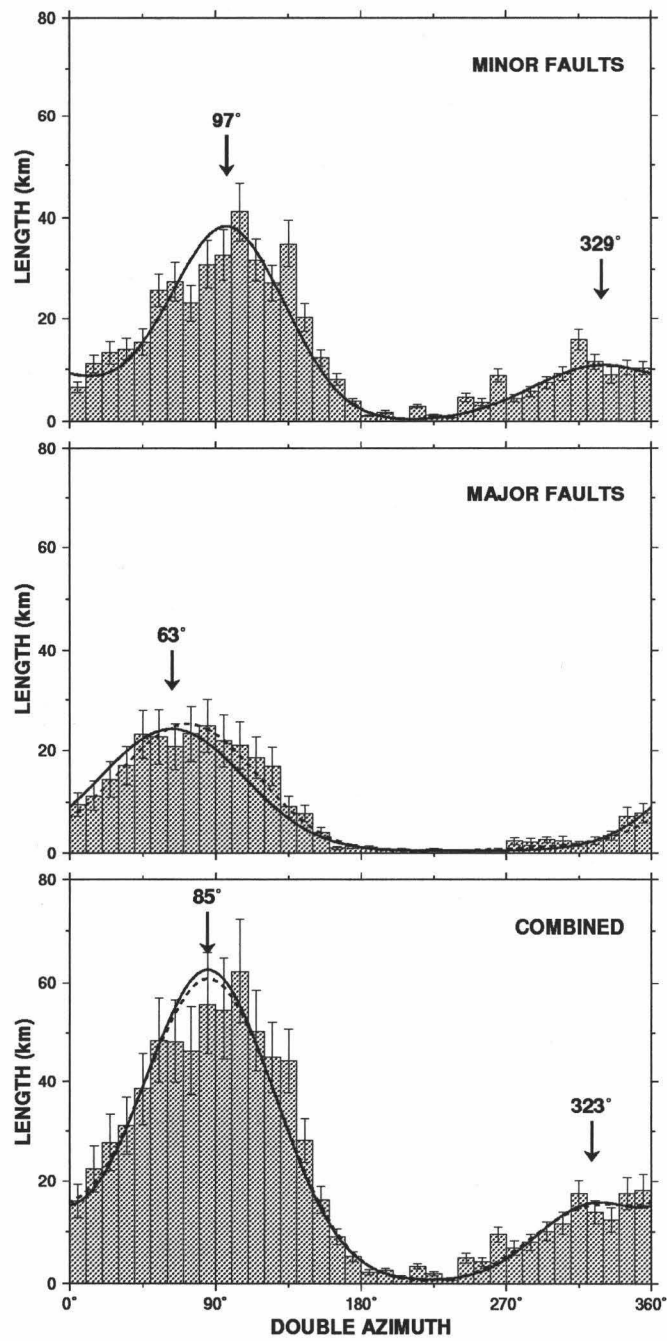 80
60
40
20
0
LENGTH (km)
MINOR FAULTS
97°
329°
80
60
40
20
0
LENGTH (km)
MAJOR FAULTS
63°
80
60
40
20
0
LENGTH (km)
COMBINED
85°
323°
0° 90° 180° 270° 360°
DOUBLE AZIMUTH